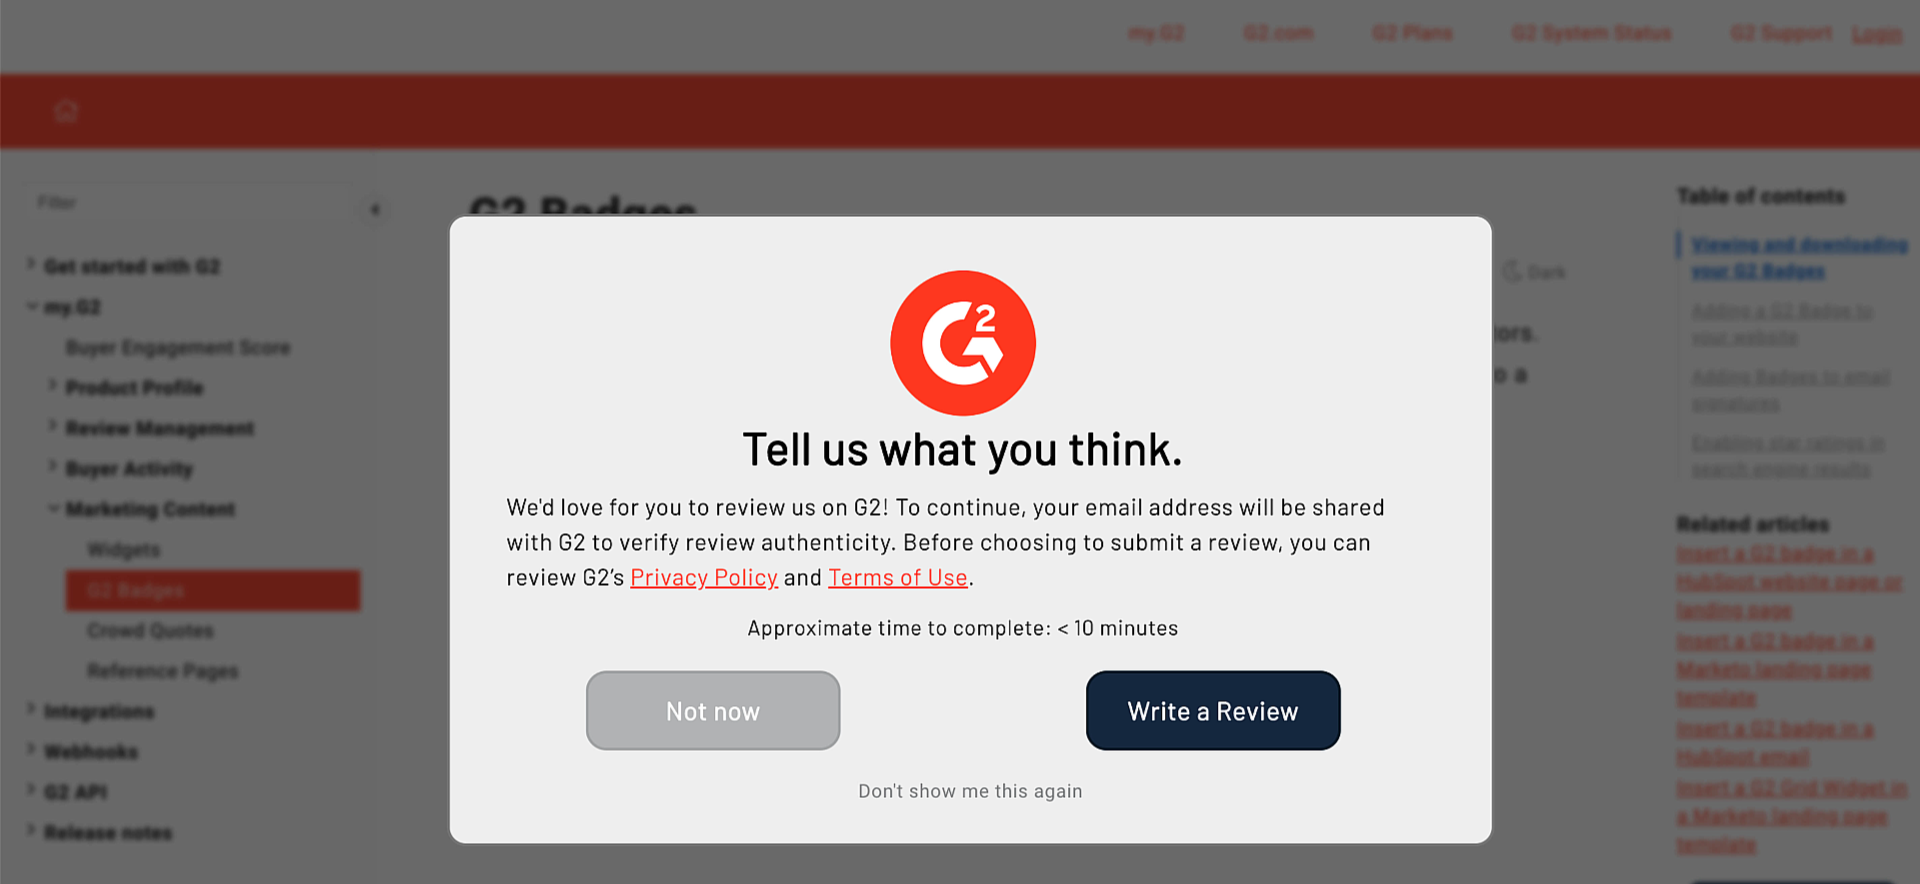 my.G2 G2.com G2 Plans G2 System Status G2 Support Login
Filter
Get started with G2
my.G2
Buyer Engagement Score
Product Profile
Review Management
Buyer Activity
Marketing Content
Widgets
G2 Badges
Crowd Quotes
Reference Pages
Integrations
Webhooks
G2 API
Release notes
G2 Badges
Dark
tors.
o a
G2
Tell us what you think.
We'd love for you to review us on G2! To continue, your email address will be shared
with G2 to verify review authenticity. Before choosing to submit a review, you can
review G2’s Privacy Policy and Terms of Use.
Approximate time to complete: < 10 minutes
Not now
Write a Review
Don't show me this again
Table of contents
Viewing and downloading
your G2 Badges
Adding a G2 Badge to
your website
Adding Badges to email
signatures
Enabling star ratings in
search engine results
Related articles
Insert a G2 badge in a
HubSpot website page or
landing page
Insert a G2 badge in a
Marketo landing page
template
Insert a G2 badge in a
HubSpot email
Insert a G2 Grid Widget in
a Marketo landing page
template